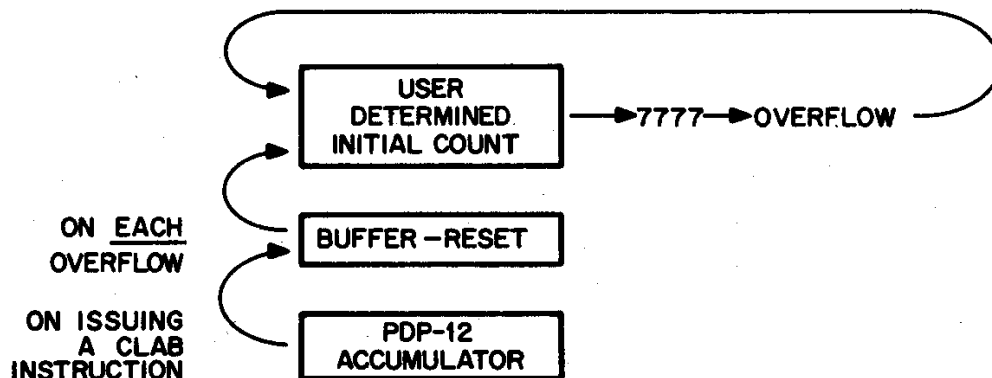 USER
DETERMINED
INITIAL COUNT
7777
OVERFLOW
ON EACH
OVERFLOW
BUFFER-RESET
ON ISSUING
A CLAB
INSTRUCTION
PDP-12
ACCUMULATOR